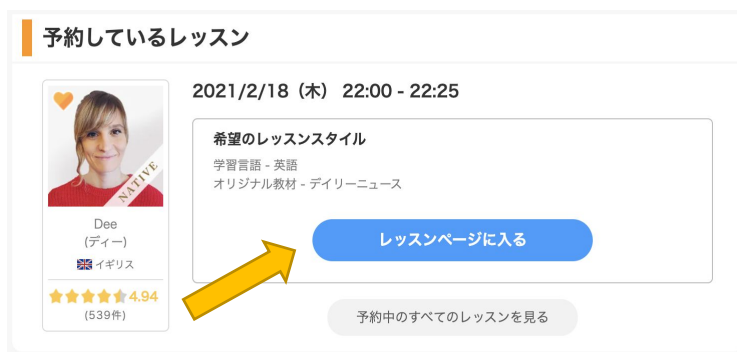 予約しているレッスン
2021/2/18（木） 22:00 - 22:25
NATIVE
Dee
(ディー)
イギリス
4.94
(539件)
希望のレッスンスタイル
学習言語 - 英語
オリジナル教材 - デイリーニュース
レッスンページに入る
予約中のすべてのレッスンを見る